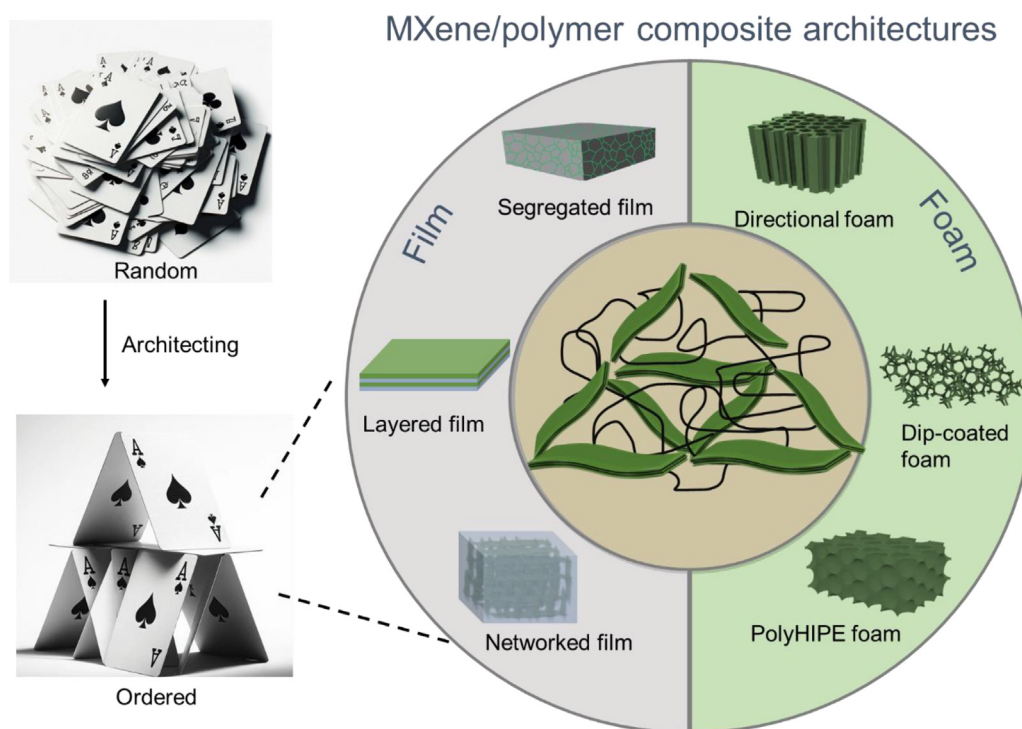 MXene/polymer composite architectures
Random
Architecting
Ordered
Film
Segregated film
Layered film
Networked film
Foam
Directional foam
Dip-coated
foam
PolyHIPE foam
A
A
A
A
A
A
A
A
A